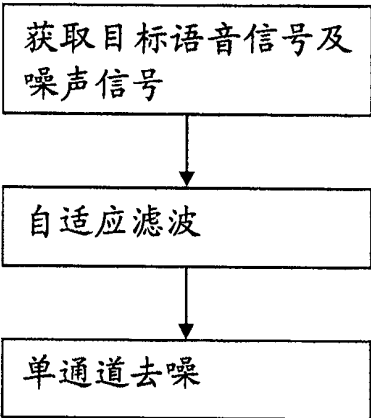 获取目标语音信号及
噪声信号
自适应滤波
单通道去噪